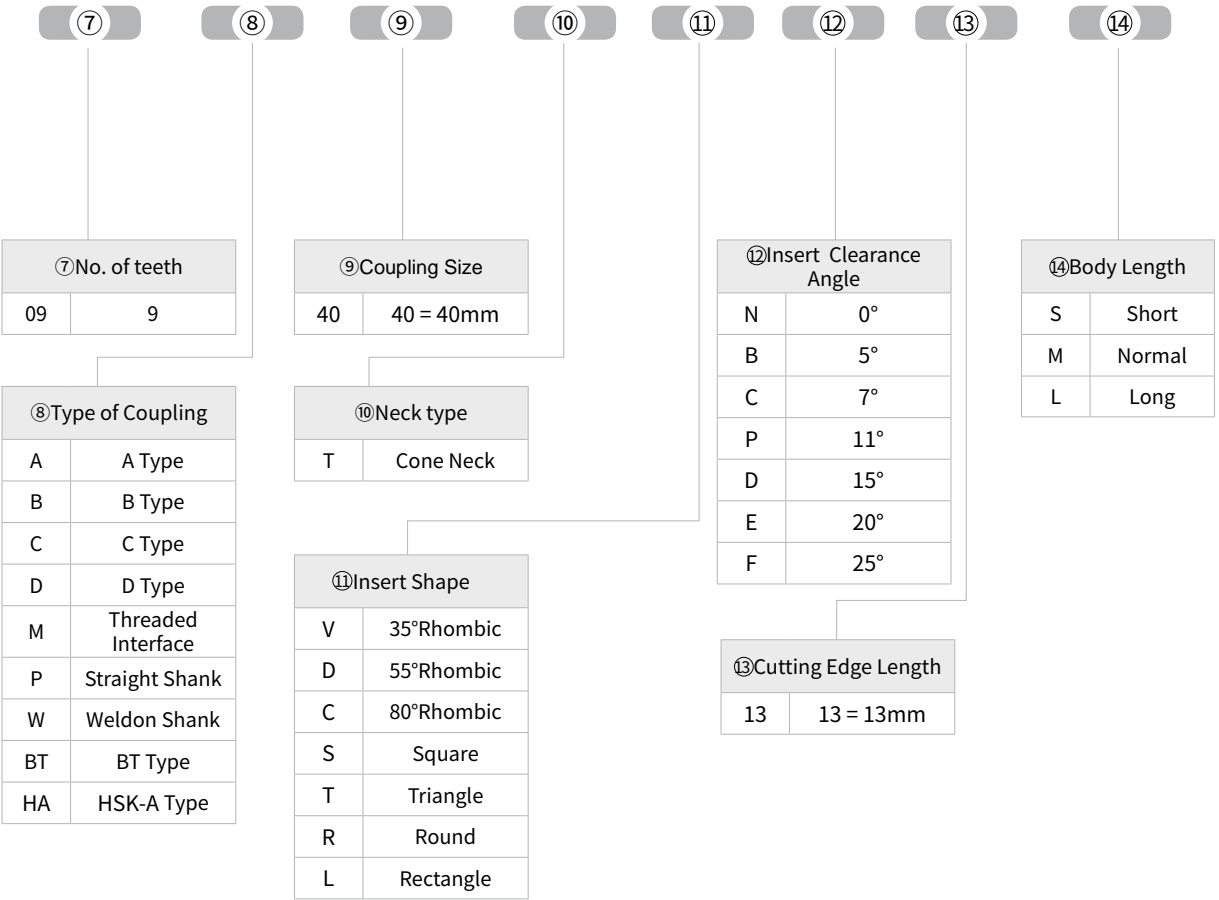 ⑦ ⑧ ⑨ ⑩ ⑪ ⑫ ⑬ ⑭
⑦No. of teeth
09 9
⑧Type of Coupling
A A Type
B B Type
C C Type
D D Type
M Threaded
Interface
P Straight Shank
W Weldon Shank
BT BT Type
HA HSK-A Type
⑨Coupling Size
40 40 = 40mm
⑩Neck type
T Cone Neck
⑪Insert Shape
V 35°Rhombic
D 55°Rhombic
C 80°Rhombic
S Square
T Triangle
R Round
L Rectangle
⑫Insert Clearance
Angle
N 0°
B 5°
C 7°
P 11°
D 15°
E 20°
F 25°
⑬Cutting Edge Length
13 13 = 13mm
⑭Body Length
S Short
M Normal
L Long